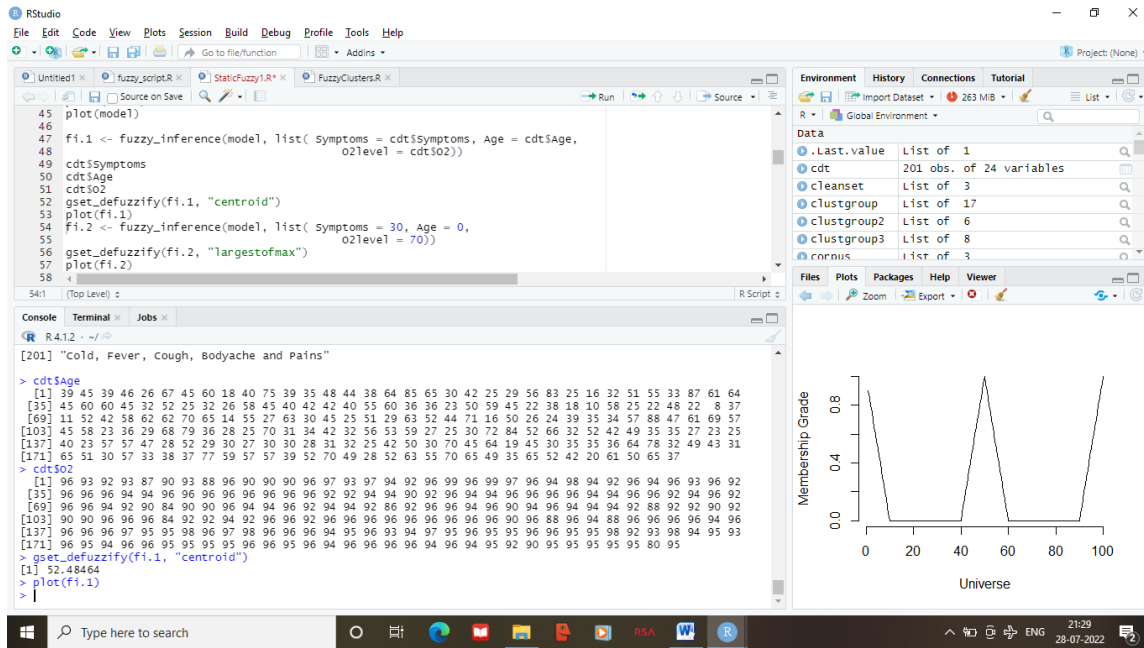 RStudio
File Edit Code View Plots Session Build Debug Profile Tools Help
Go to file/function
Addins
Project: (None)
Untitled1
fuzzy_script.R
StaticFuzzy1.R*
FuzzyClusters.R
Source on Save
Run
Source
45 plot(model)
46
47 fi.1 <- fuzzy_inference(model, list( Symptoms = cdt$Symptoms, Age = cdt$Age,
48 O2level = cdt$O2))
49 cdt$Symptoms
50 cdt$Age
51 cdt$O2
52 gset_defuzzify(fi.1, "centroid")
53 plot(fi.1)
54 fi.2 <- fuzzy_inference(model, list( Symptoms = 30, Age = 0,
55 O2level = 70))
56 gset_defuzzify(fi.2, "largestofmax")
57 plot(fi.2)
58
54:1 (Top Level) R Script
Console Terminal Jobs
R 4.1.2 · ~/
[201] "Cold, Fever, Cough, Bodyache and Pains"
> cdt$Age
[1] 39 45 39 46 26 67 45 60 18 40 75 39 35 48 44 38 64 85 65 30 42 25 29 56 83 25 16 32 51 55 33 87 61 64
[35] 45 60 60 45 32 52 25 32 26 58 45 40 42 42 40 55 60 36 36 23 50 59 45 22 38 18 10 58 25 22 48 22 8 37
[69] 11 52 42 58 62 62 70 65 14 55 27 63 30 45 25 51 29 63 52 44 71 16 50 26 24 39 35 34 57 88 47 61 69 57
[103] 45 58 23 36 29 68 79 36 28 25 70 31 34 42 32 56 53 59 27 25 30 72 84 52 66 32 52 42 49 35 35 27 23 25
[137] 40 23 57 57 47 28 52 29 30 27 30 30 28 31 32 25 42 50 30 70 45 64 19 45 30 35 35 36 64 78 32 49 43 31
[171] 65 51 30 57 33 38 37 77 59 57 57 39 52 70 49 28 52 63 55 70 65 49 35 65 52 42 20 61 50 65 37
> cdt$O2
[1] 96 93 92 93 87 90 93 88 96 90 90 90 96 97 93 97 94 92 96 99 96 99 97 96 94 98 94 92 96 94 96 93 96 92
[35] 96 96 96 94 94 96 96 96 96 96 96 96 96 92 92 94 94 90 92 96 94 94 96 96 96 96 96 94 94 96 96 92 94 96
[69] 96 96 94 92 90 84 90 90 96 94 94 96 92 94 94 92 86 92 96 96 94 96 90 94 96 94 94 94 92 88 92 92 90 92
[103] 90 90 96 96 96 84 92 92 94 92 96 96 92 96 96 96 96 96 96 96 96 96 90 96 88 96 94 88 96 96 96 96 94 96
[137] 96 96 96 97 95 95 98 96 97 98 96 96 96 94 95 96 93 94 97 95 96 95 90 95 94 96 96 95 95 98 92 93 98 94 95 93
[171] 96 95 94 96 96 95 95 95 95 96 96 95 96 94 96 96 96 96 94 96 94 95 92 90 95 95 95 95 95 80 95
> gset_defuzzify(fi.1, "centroid")
[1] 52.48464
> plot(fi.1)
>
Environment History Connections Tutorial
Import Dataset
263 MiB
List
R
Global Environment
Data
.Last.value List of 1
cdt 201 obs. of 24 variables
cleanset List of 3
clustgroup List of 17
clustgroup2 List of 6
clustgroup3 List of 8
corpus List of 3
Files Plots Packages Help Viewer
Zoom
Export
Membership Grade
0.8
0.4
0.0
0 20 40 60 80 100
Universe
Type here to search
RSA
W
R
ENG
21:29
28-07-2022
2